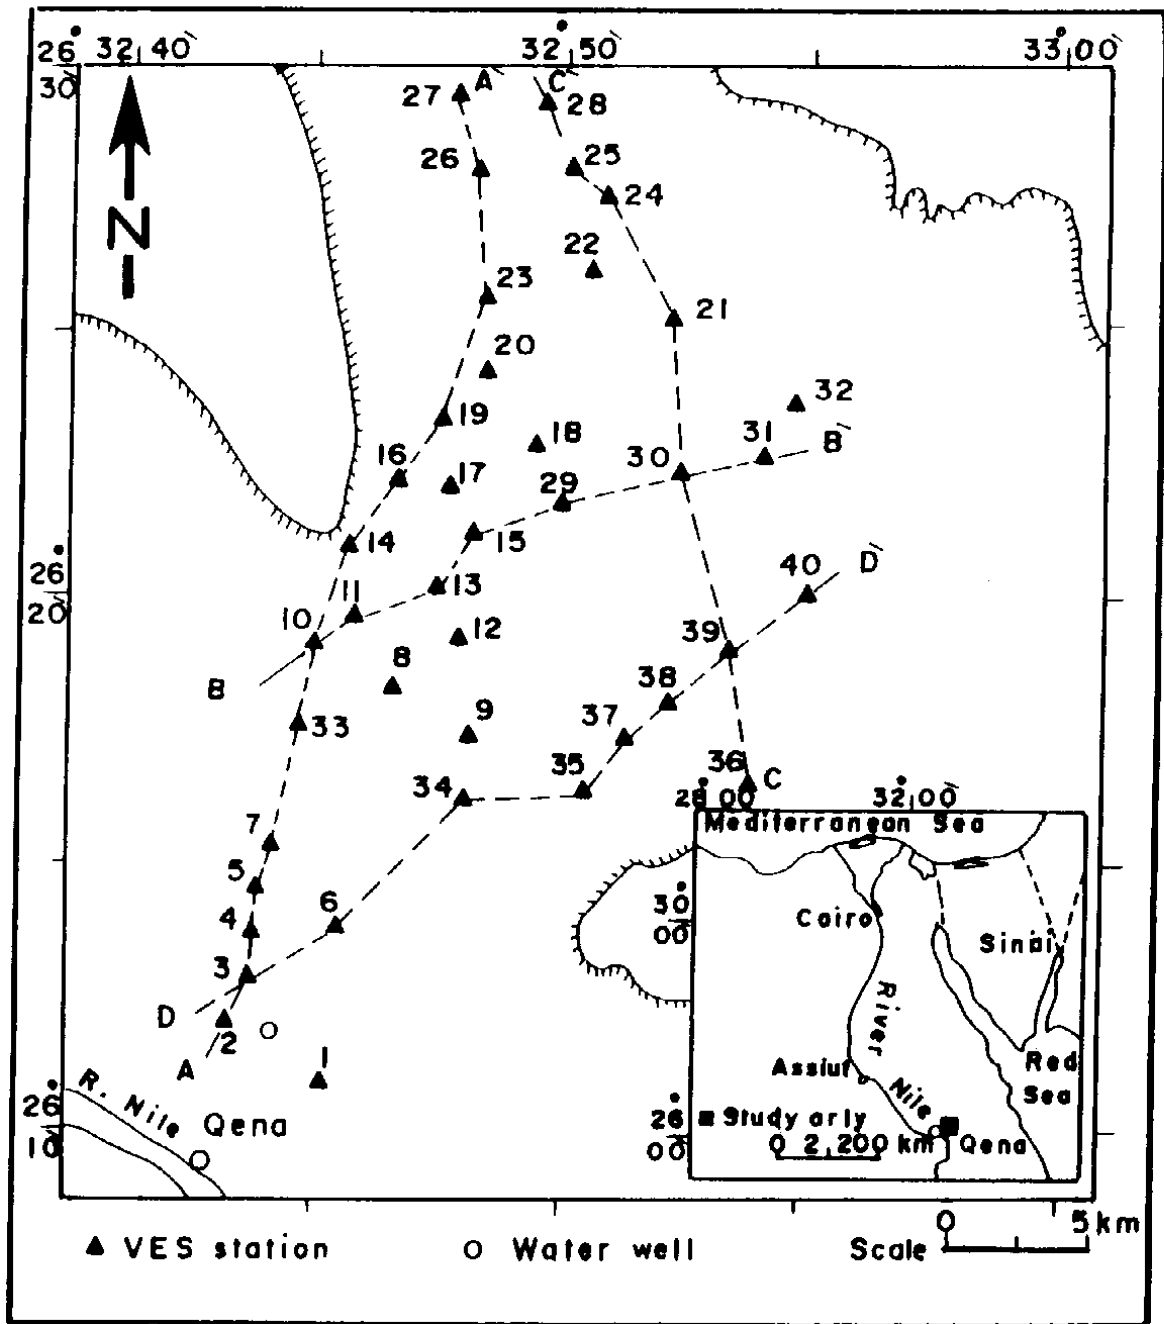 26° 32°40' 32°50' 33°00'
30'
27 A' C' 28
26 25
24
N
22
23
21
20
32
19
18
31 B'
16 30
17
29
14 15
26° 40 D'
20'
13
11
10 12 39
8
B
38
33 9 37
36 C
34 35
28°00' 32°00'
Mediterranean Sea
7
5
6 30°
00'
4 Cairo
Sinai
3
River
D
2
1 Assiut Red
Sea
A
R. Nile
Nile
26° Qena 26° Study arly
10' 00' 0 2,200 km Qena
0 5 km
VES station Water well Scale